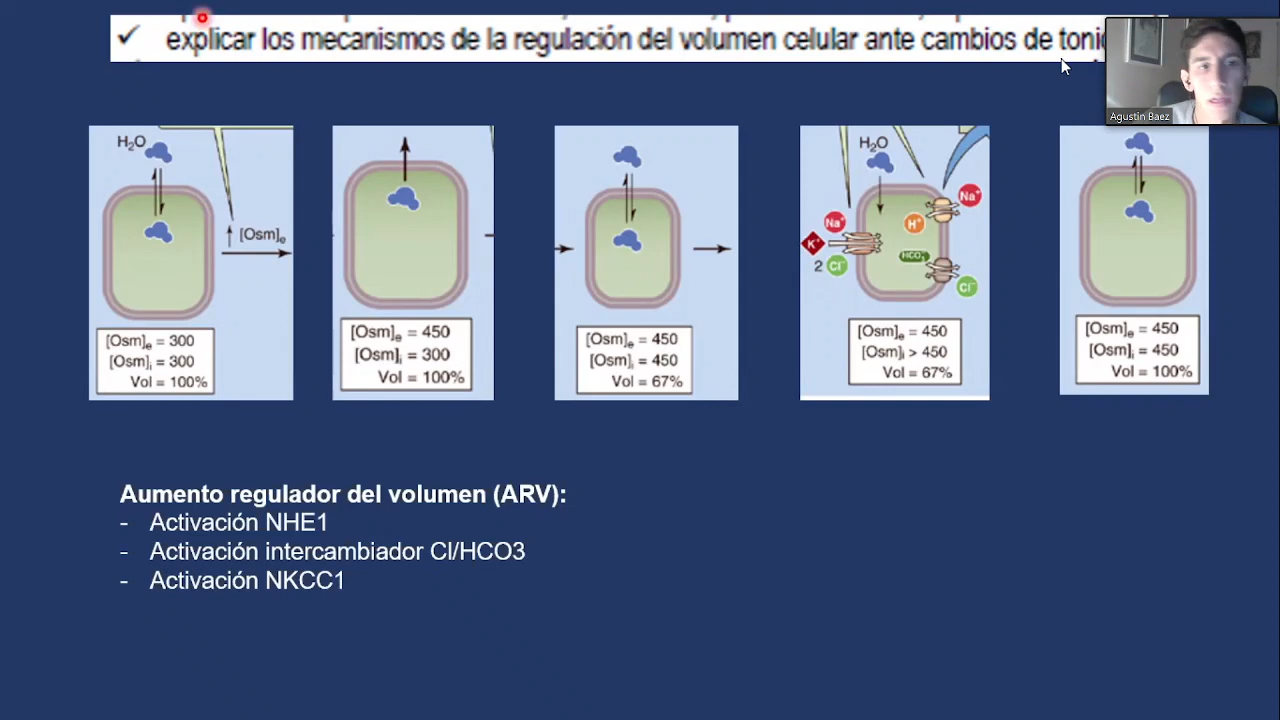 ✓ explicar los mecanismos de la regulación del volumen celular ante cambios de
Agustin Baez
H₂O
[Osm]e
[Osm]e = 300
[Osm]i = 300
Vol = 100%
[Osm]e = 450
[Osm]i = 300
Vol = 100%
[Osm]e = 450
[Osm]i = 450
Vol = 67%
H₂O
Na⁺
Na⁺
H⁺
K⁺
2 Cl⁻
HCO₃⁻
Cl⁻
[Osm]e = 450
[Osm]i > 450
Vol = 67%
[Osm]e = 450
[Osm]i = 450
Vol = 100%
Aumento regulador del volumen (ARV):
- Activación NHE1
- Activación intercambiador Cl/HCO3
- Activación NKCC1